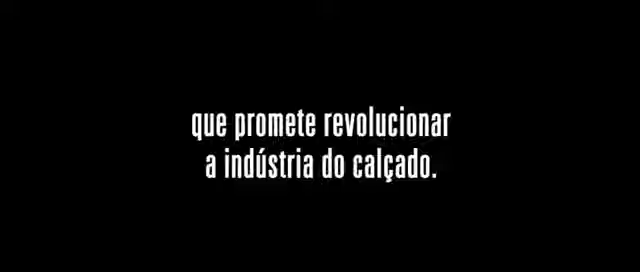 que promete revolucionar
a indústria do calçado.